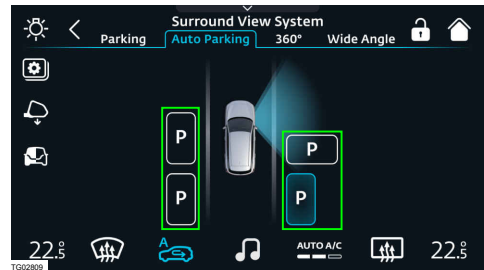 Surround View System
Parking Auto Parking 360° Wide Angle
P P
P P
22.5° A AUTO A/C 22.5°
TG02809